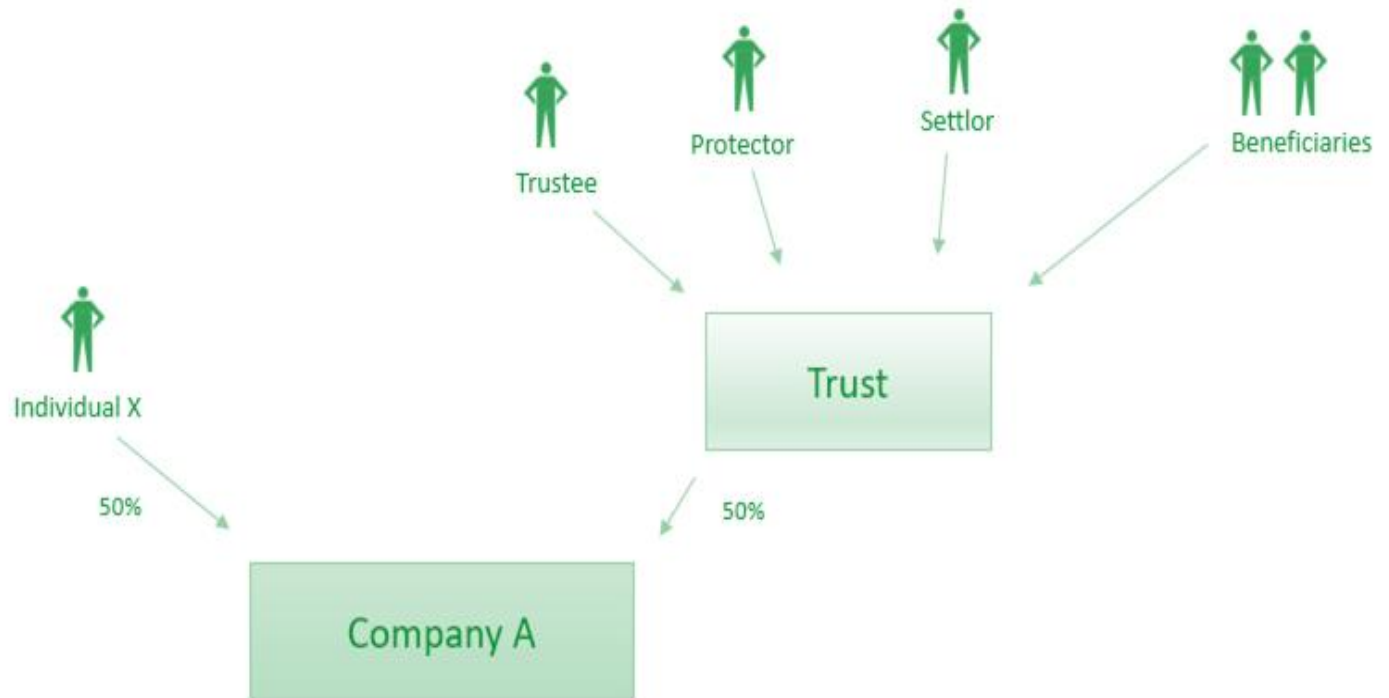 Settlor
Protector
Beneficiaries
Trustee
Trust
Individual X
50%
50%
Company A